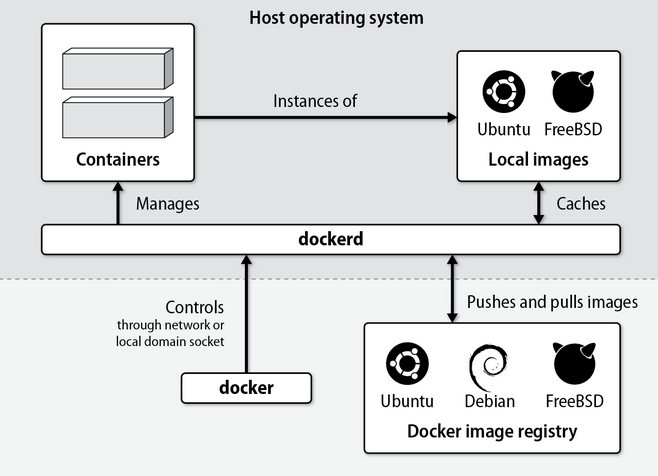 Host operating system
Instances of
Ubuntu FreeBSD
Containers
Local images
Manages
Caches
dockerd
Controls
through network or
local domain socket
Pushes and pulls images
docker
Ubuntu Debian FreeBSD
Docker image registry